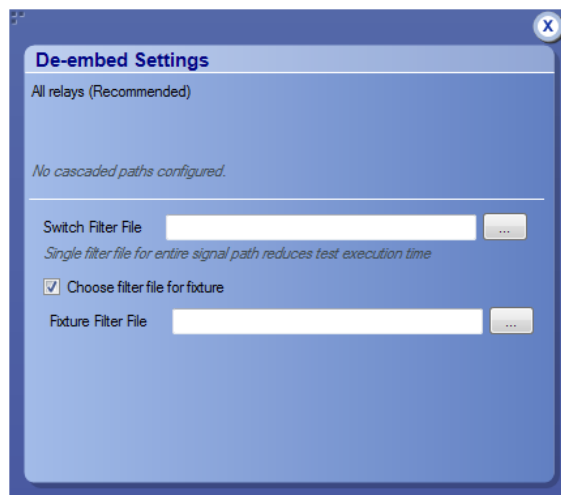 X
De-embed Settings
All relays (Recommended)
No cascaded paths configured.
Switch Filter File
...
Single filter file for entire signal path reduces test execution time
Choose filter file for fixture
Fixture Filter File
...